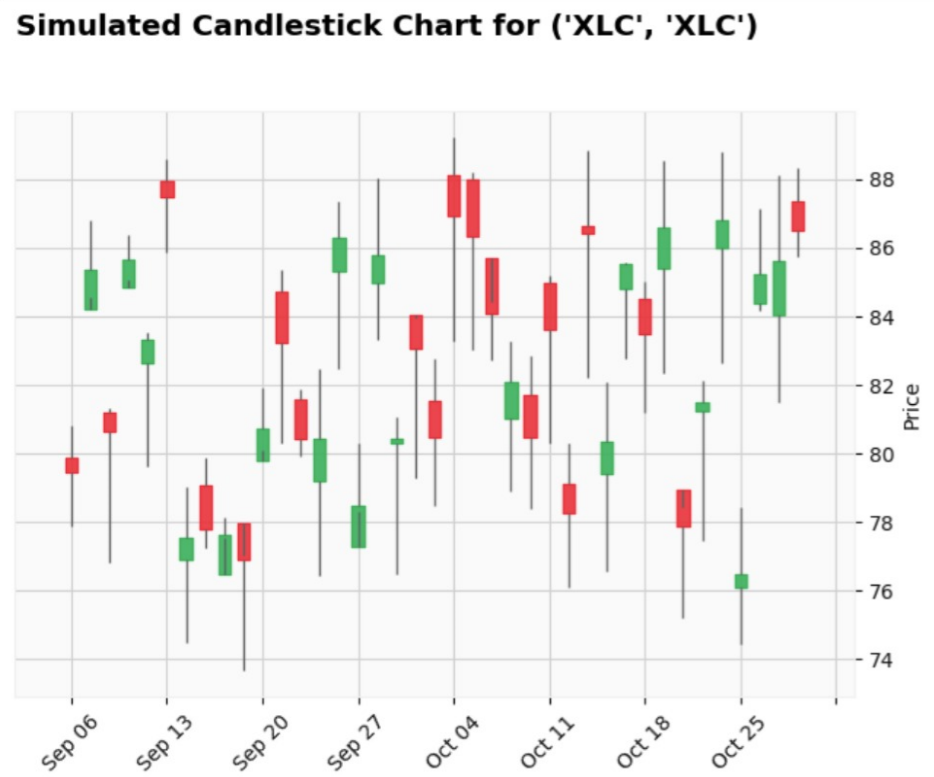 Simulated Candlestick Chart for ('XLC', 'XLC')
88
86
84
82
80
78
76
74
Price
Sep 06
Sep 13
Sep 20
Sep 27
Oct 04
Oct 11
Oct 18
Oct 25